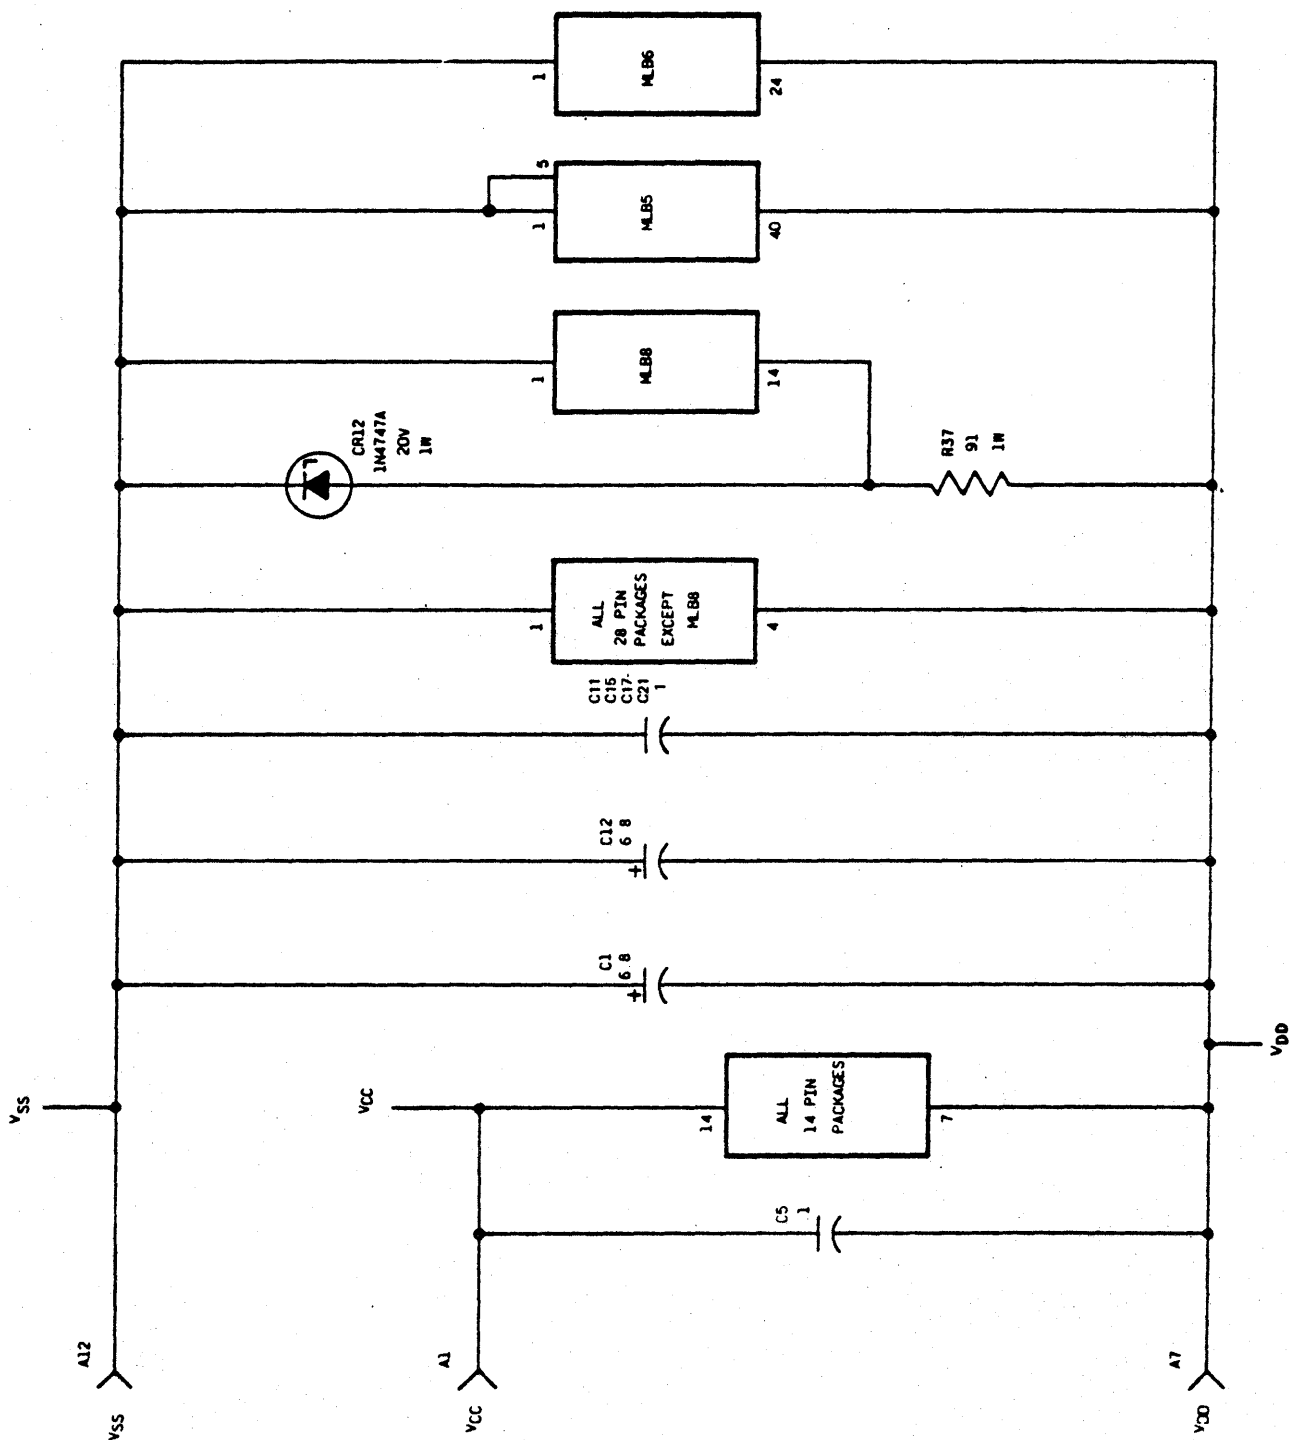 VSS
A12
VSS
VCC
A1
VCC
VDD
A7
VDD
C5
1
14
ALL
14 PIN
PACKAGES
7
C1
6.8
+
C12
6 8
+
C11
C15
C17-
C21
1
1
ALL
28 PIN
PACKAGES
EXCEPT
MLB8
4
CR12
1N4747A
20V
1W
R37
91
1W
1
MLB8
14
1
5
MLB5
40
1
MLB6
24